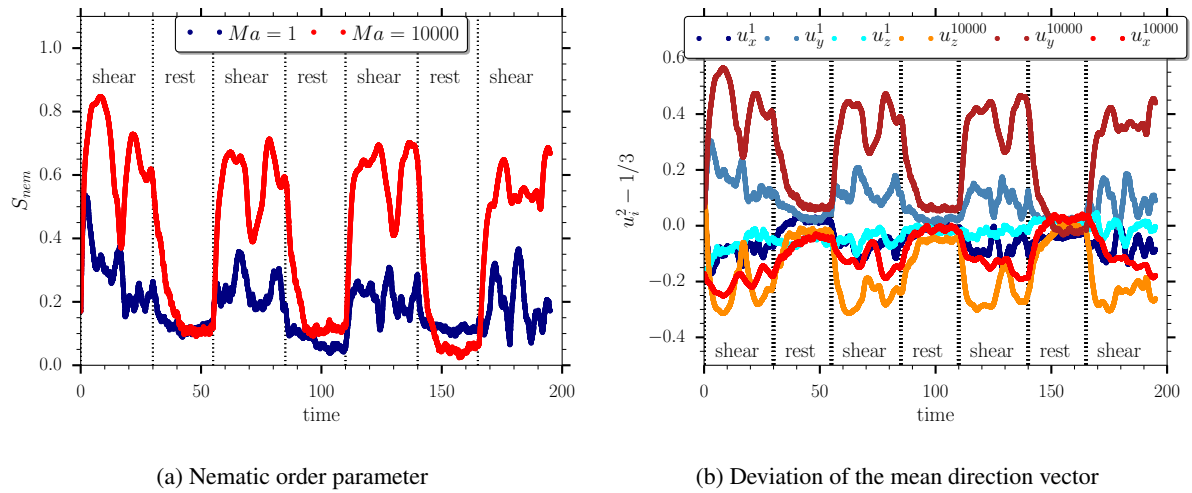 Ma = 1 Ma = 10000
shear rest shear rest shear rest shear
1.0
0.8
0.6
0.4
0.2
0.0
S_nem
0 50 100 150 200
time
(a) Nematic order parameter
u_x^1 u_y^1 u_z^1 u_z^10000 u_y^10000 u_x^10000
0.6
0.4
0.2
0.0
−0.2
−0.4
u_i^2 − 1/3
shear rest shear rest shear rest shear
0 50 100 150 200
time
(b) Deviation of the mean direction vector